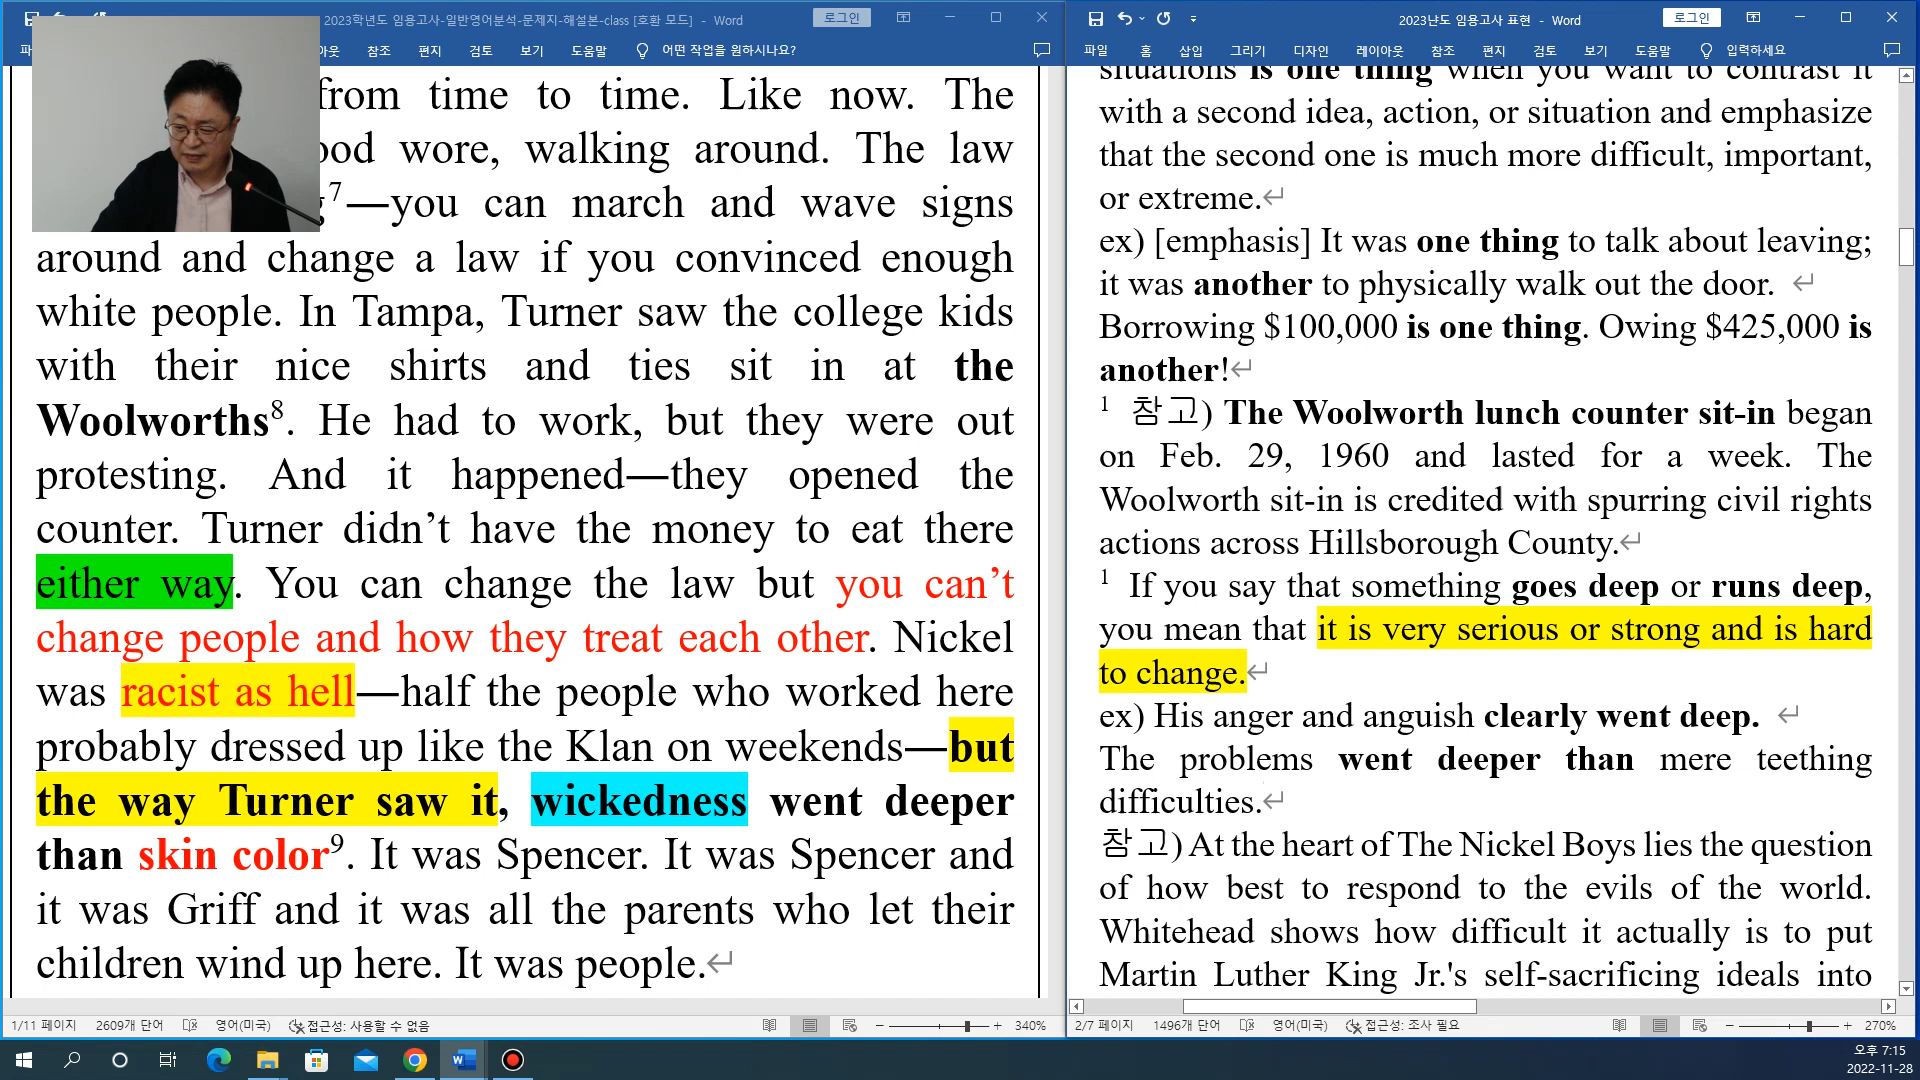 2023학년도 임용고사-일반영어분석-문제지-해설본-class [호환 모드] - Word
로그인
아웃 참조 편지 검토 보기 도움말 어떤 작업을 원하시나요?
from time to time. Like now. The
ood wore, walking around. The law
7—you can march and wave signs
around and change a law if you convinced enough
white people. In Tampa, Turner saw the college kids
with their nice shirts and ties sit in at the
Woolworths8. He had to work, but they were out
protesting. And it happened—they opened the
counter. Turner didn’t have the money to eat there
either way. You can change the law but you can’t
change people and how they treat each other. Nickel
was racist as hell—half the people who worked here
probably dressed up like the Klan on weekends—but
the way Turner saw it, wickedness went deeper
than skin color9. It was Spencer. It was Spencer and
it was Griff and it was all the parents who let their
children wind up here. It was people.↵
1/11 페이지 2609개 단어 영어(미국) 접근성: 사용할 수 없음 340%
2023년도 임용고사 표현 - Word
로그인
파일 홈 삽입 그리기 디자인 레이아웃 참조 편지 검토 보기 도움말 입력하세요
situations is one thing when you want to contrast it
with a second idea, action, or situation and emphasize
that the second one is much more difficult, important,
or extreme.↵
ex) [emphasis] It was one thing to talk about leaving;
it was another to physically walk out the door. ↵
Borrowing $100,000 is one thing. Owing $425,000 is
another!↵
1 참고) The Woolworth lunch counter sit-in began
on Feb. 29, 1960 and lasted for a week. The
Woolworth sit-in is credited with spurring civil rights
actions across Hillsborough County.↵
1 If you say that something goes deep or runs deep,
you mean that it is very serious or strong and is hard
to change.↵
ex) His anger and anguish clearly went deep. ↵
The problems went deeper than mere teething
difficulties.↵
참고) At the heart of The Nickel Boys lies the question
of how best to respond to the evils of the world.
Whitehead shows how difficult it actually is to put
Martin Luther King Jr.'s self-sacrificing ideals into
2/7 페이지 1496개 단어 영어(미국) 접근성: 조사 필요 270%
오후 7:15
2022-11-28